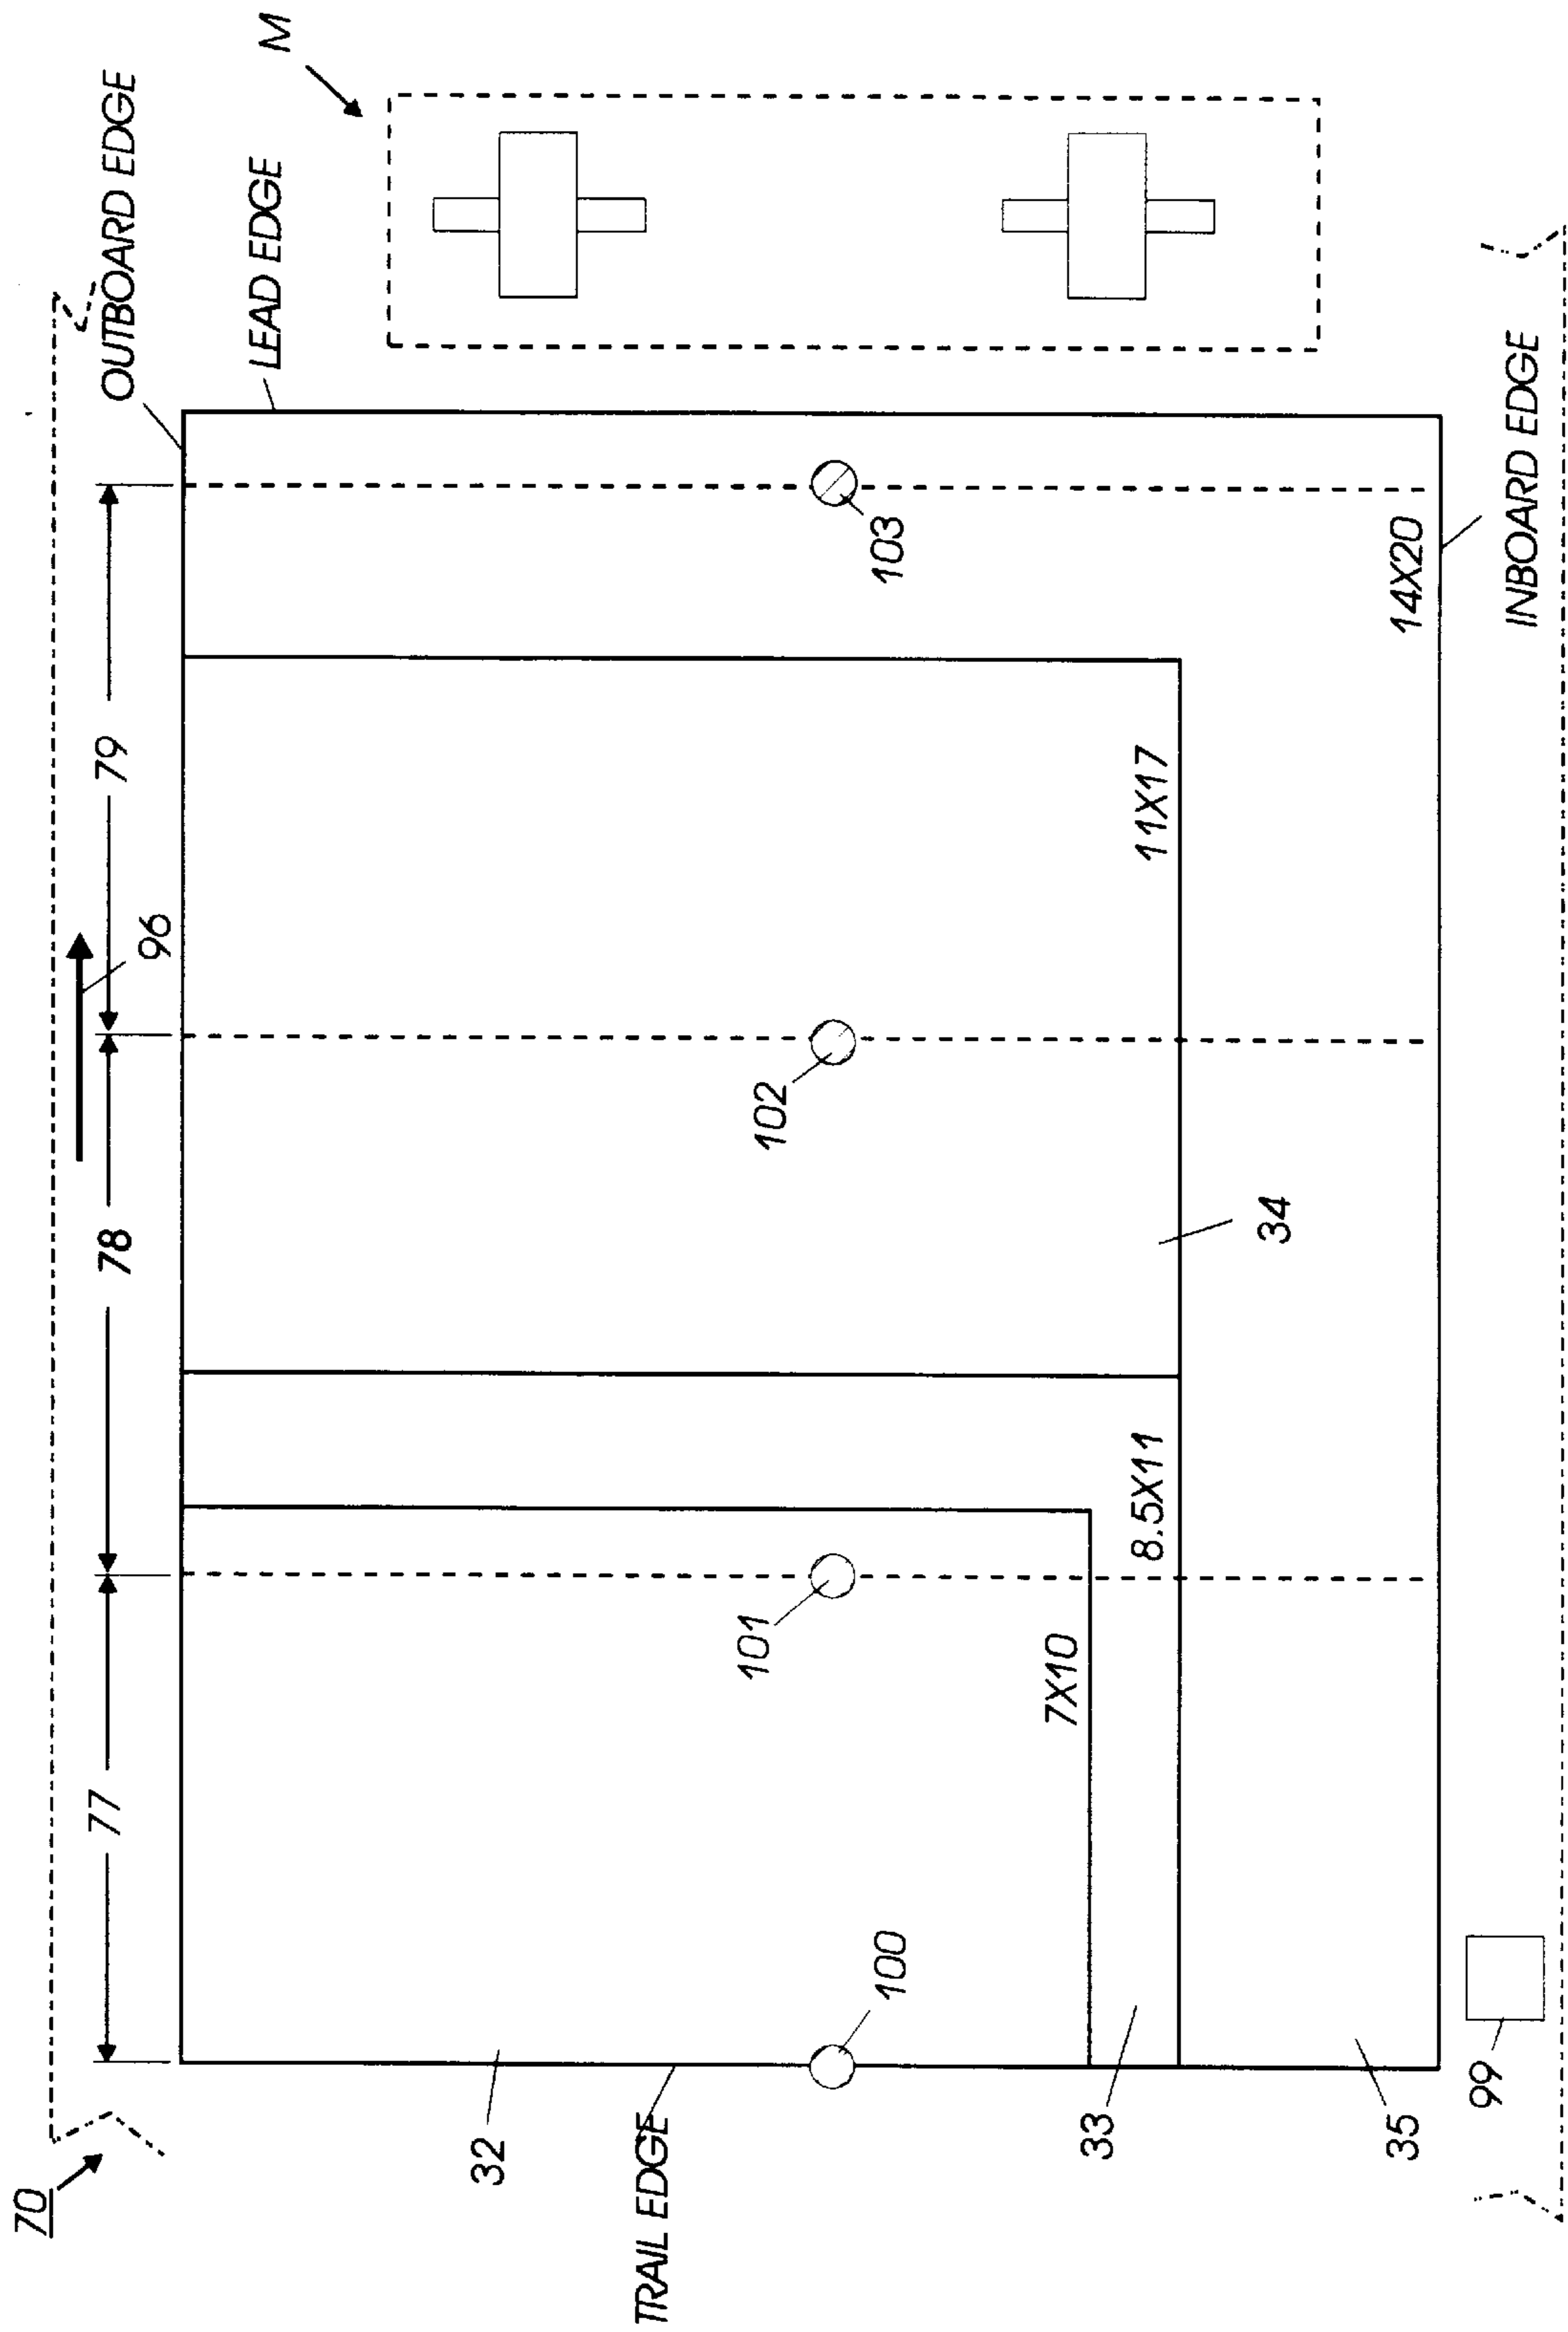 70
77
78
79
96
OUTBOARD EDGE
LEAD EDGE
M
32
TRAIL EDGE
100
101
102
103
7X10
33
8.5X11
11X17
34
14X20
35
99
INBOARD EDGE